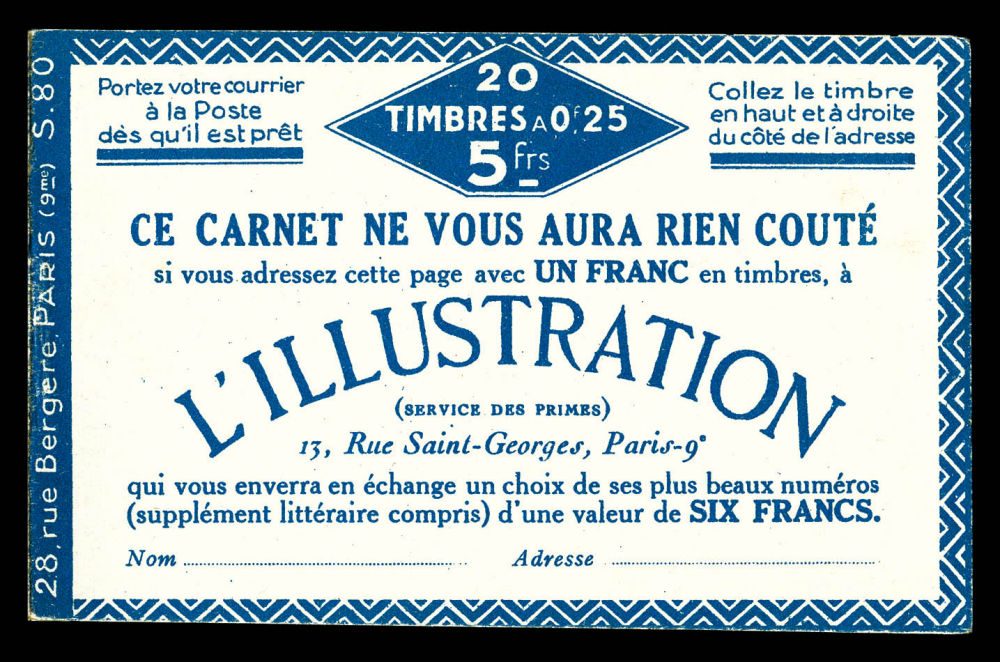 28, rue Bergère, PARIS (9me) S. 80
Portez votre courrier
à la Poste
dès qu'il est prêt
20
TIMBRES A 0f,25
5 frs
Collez le timbre
en haut et à droite
du côté de l'adresse
CE CARNET NE VOUS AURA RIEN COUTÉ
si vous adressez cette page avec UN FRANC en timbres, à
L'ILLUSTRATION
(SERVICE DES PRIMES)
13, Rue Saint-Georges, Paris-9e
qui vous enverra en échange un choix de ses plus beaux numéros
(supplément littéraire compris) d'une valeur de SIX FRANCS.
Nom ........ Adresse ........